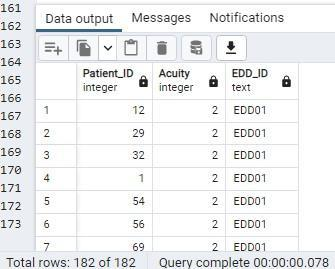 161
162
163
164
165
166
167
168
169
170
171
172
173
Data output Messages Notifications
Patient_ID Acuity EDD_ID
integer integer text
1 12 2 EDD01
2 29 2 EDD01
3 32 2 EDD01
4 1 2 EDD01
5 54 2 EDD01
6 56 2 EDD01
7 69 2 EDD01
Total rows: 182 of 182 Query complete 00:00:00.078